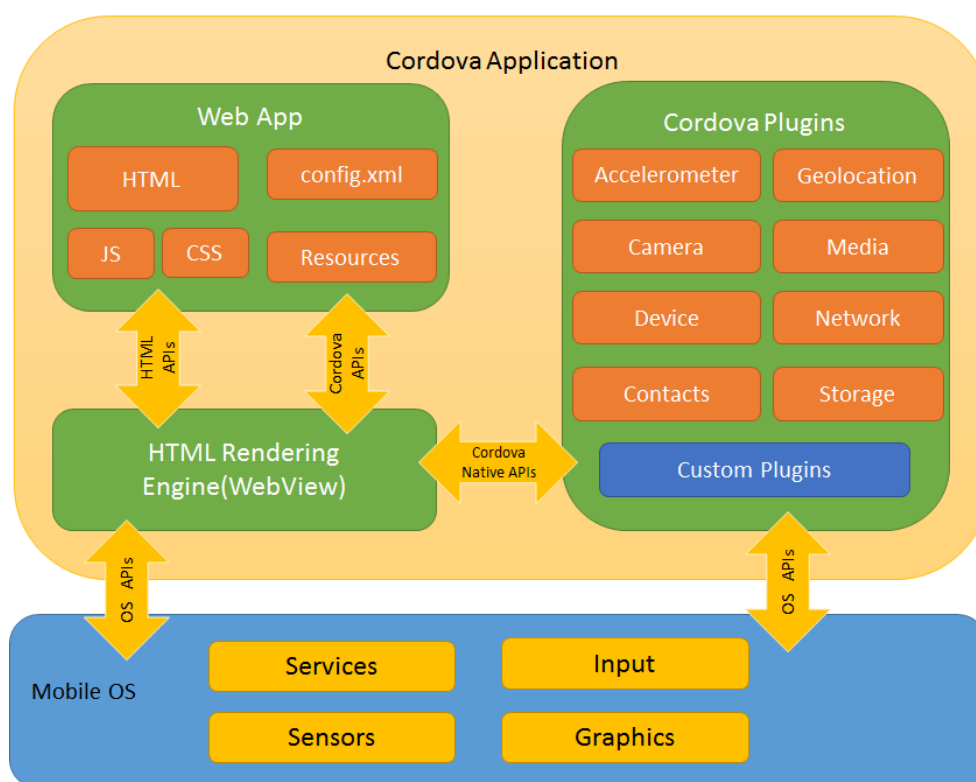 Cordova Application
Web App
HTML
config.xml
JS
CSS
Resources
HTML
APIs
Cordova
APIs
HTML Rendering
Engine(WebView)
Cordova
Native APIs
Cordova Plugins
Accelerometer
Geolocation
Camera
Media
Device
Network
Contacts
Storage
Custom Plugins
OS APIs
OS APIs
Mobile OS
Services
Input
Sensors
Graphics